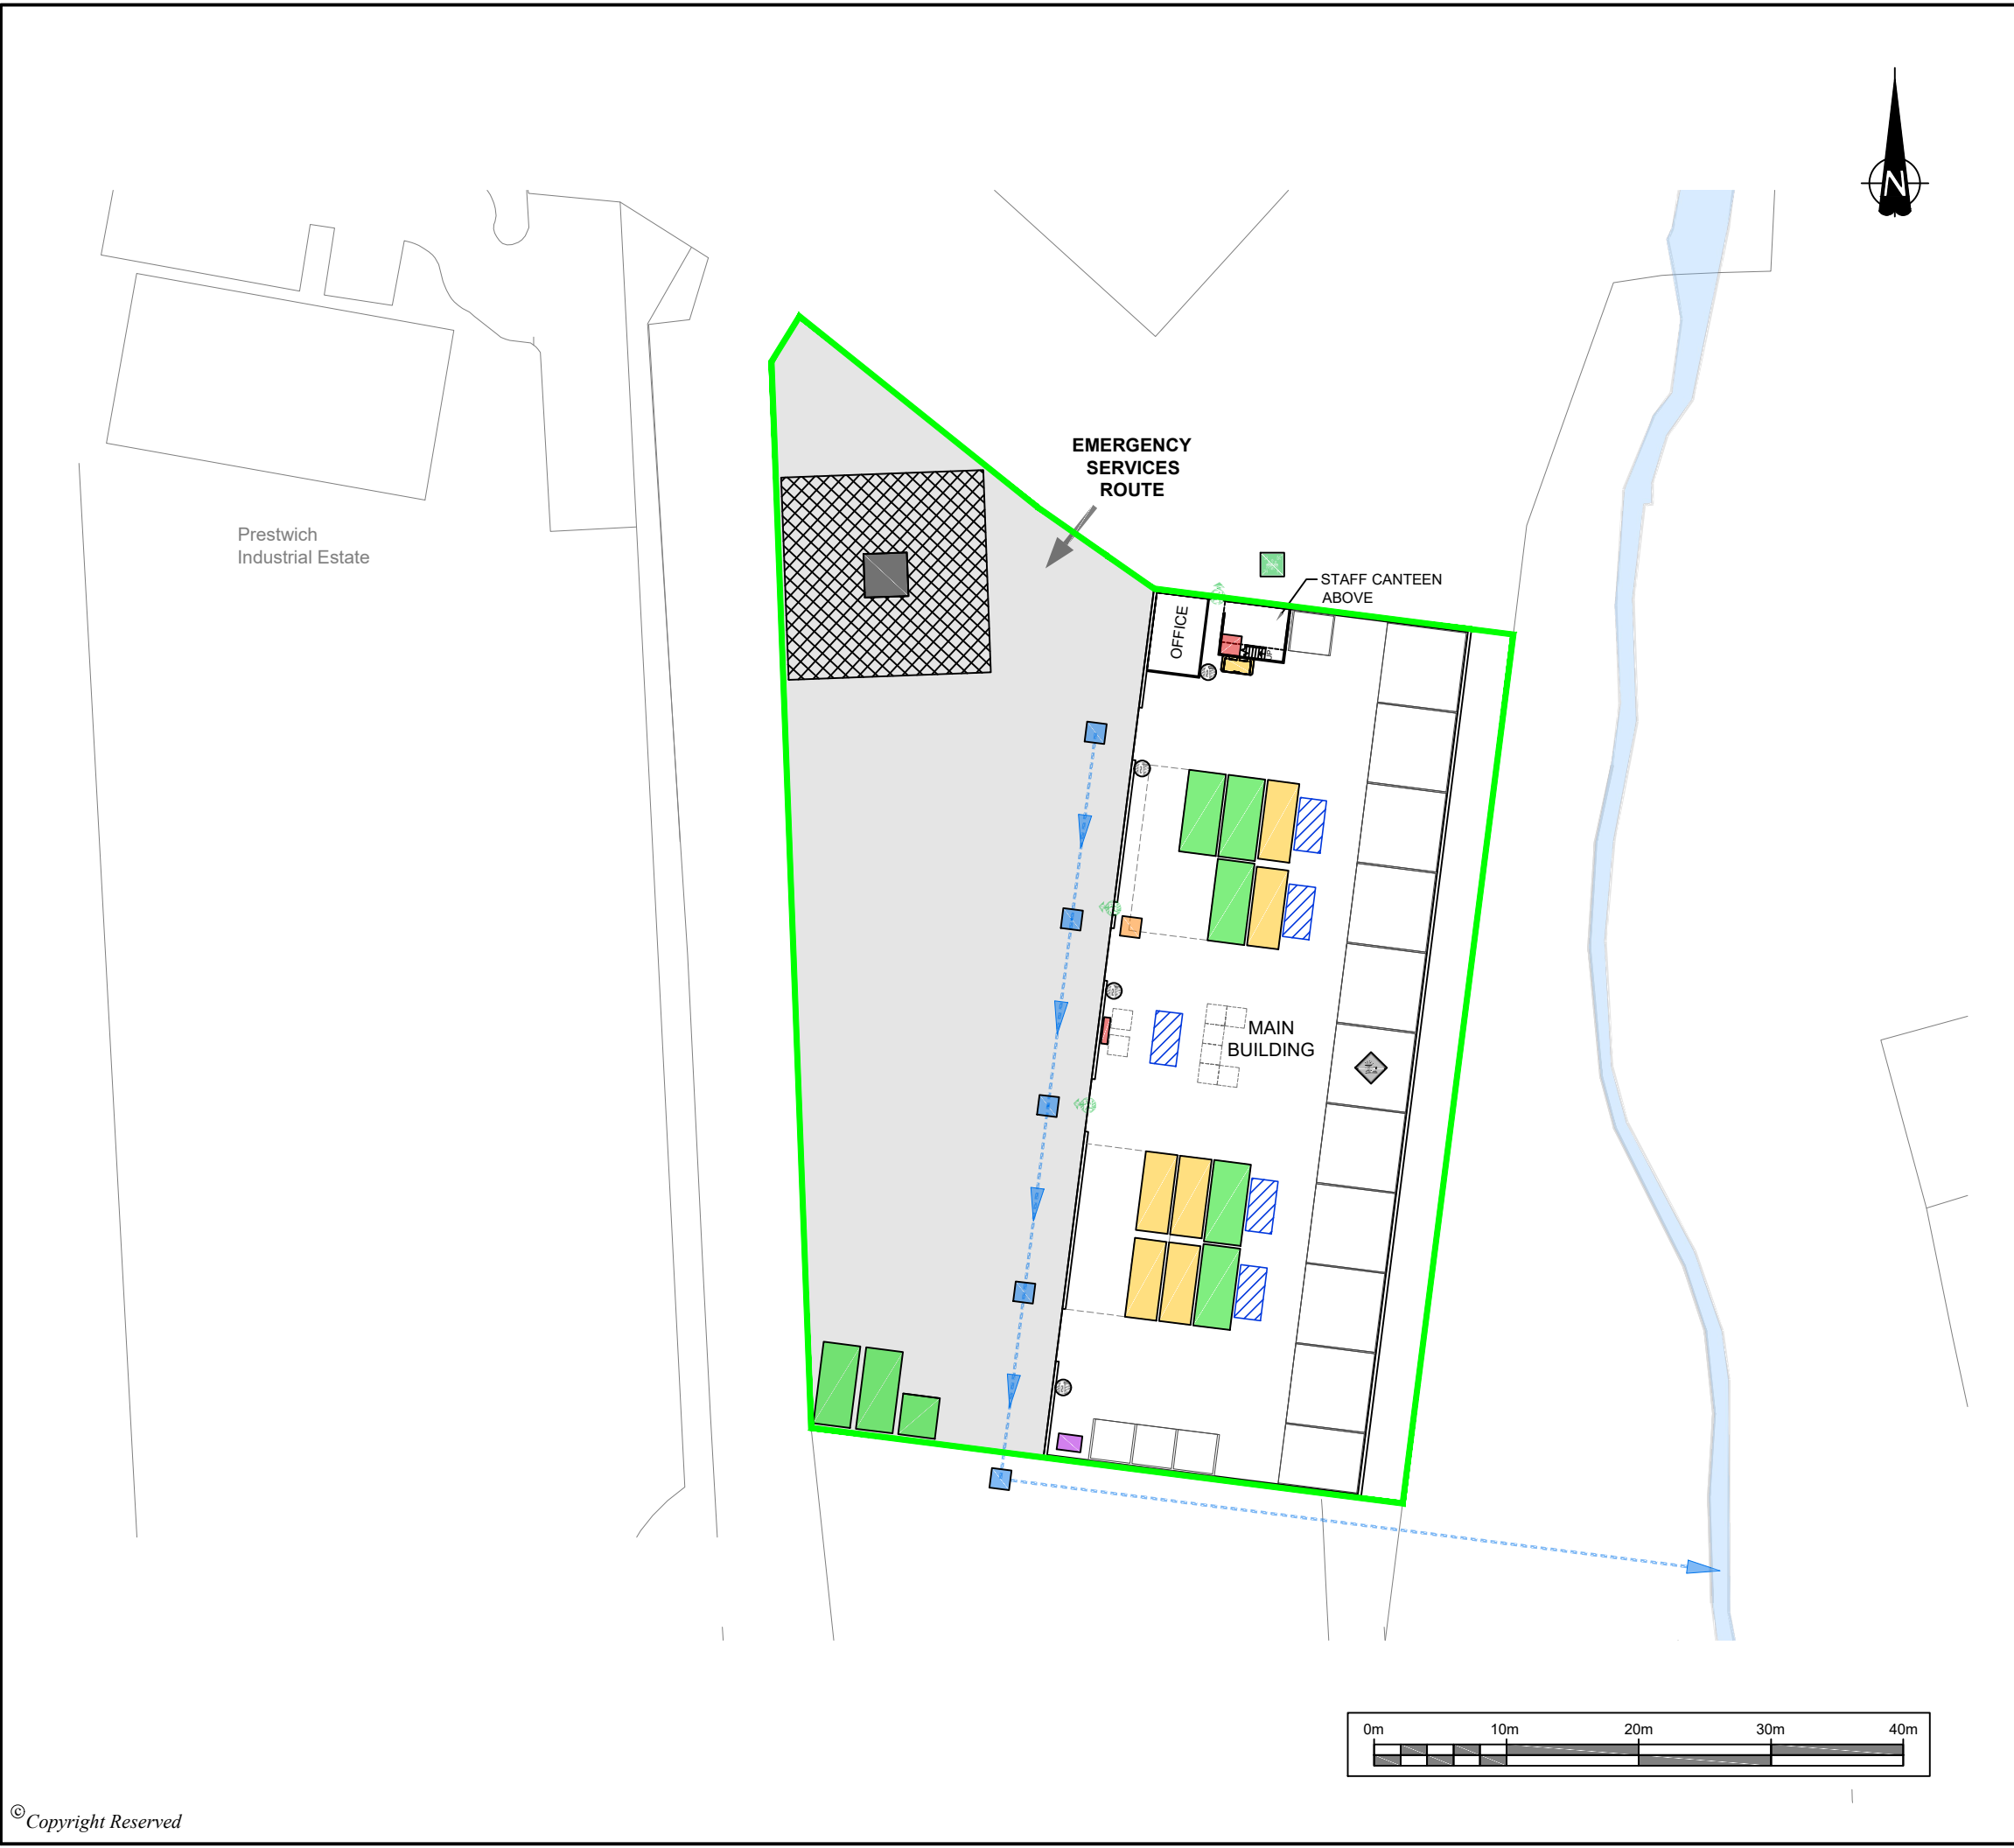 N
EMERGENCY
SERVICES
ROUTE
Prestwich
Industrial Estate
STAFF CANTEEN
ABOVE
OFFICE
UP
MAIN
BUILDING
0m 10m 20m 30m 40m
©Copyright Reserved